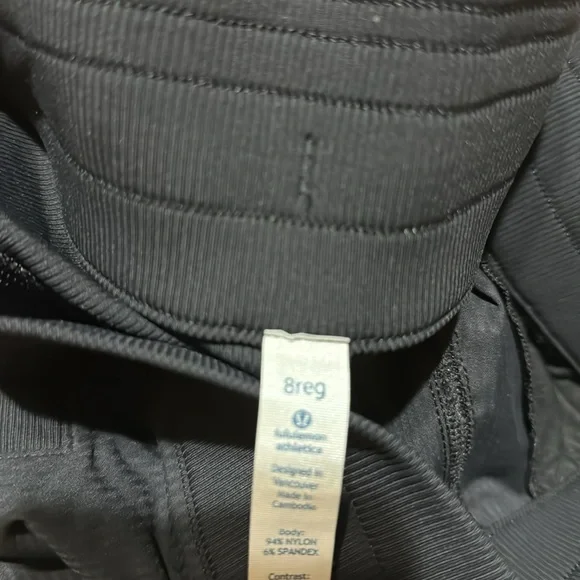 8reg
lululemon
athletica
Designed in
Vancouver
made in
Cambodia
Body:
94% NYLON
6% SPANDEX
Contrast: